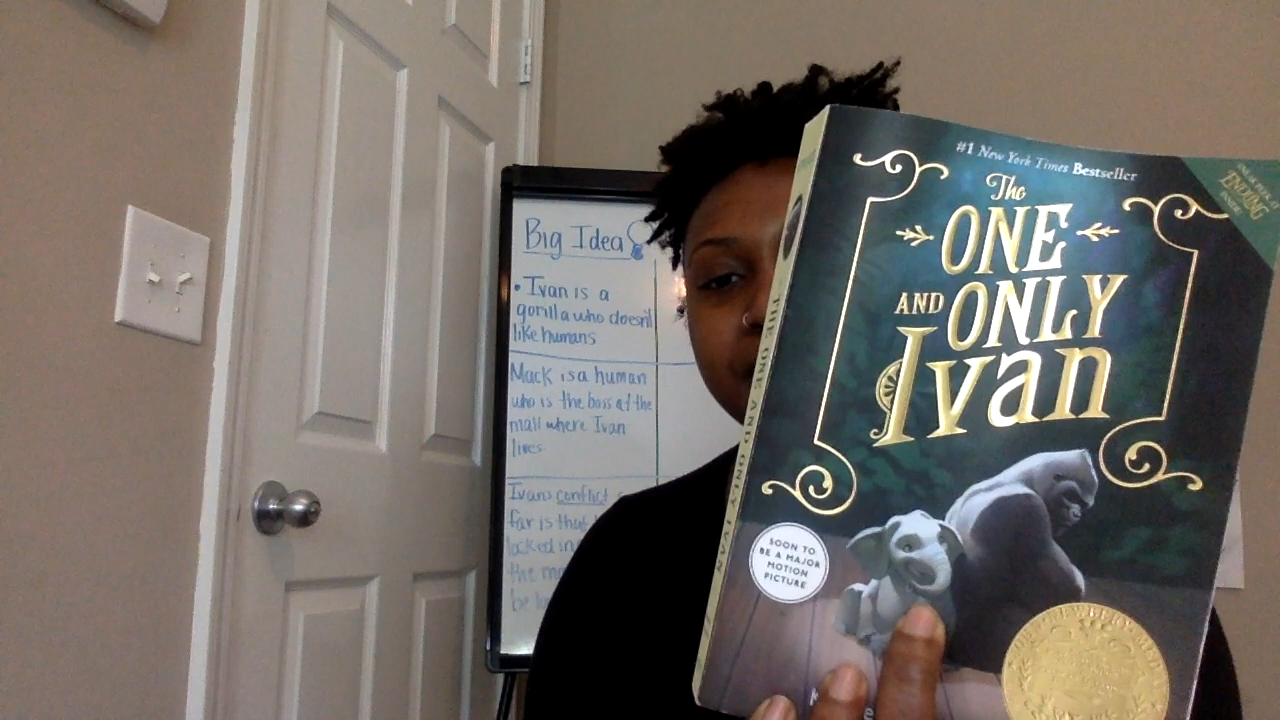 Big Idea
• Ivan is a
gorilla who doesn't
like humans
Mack is a human
who is the boss of the
mall where Ivan
lives
Ivans conflict
far is that
locked in
the
be
#1 New York Times Bestseller
The
ONE
AND ONLY
Ivan
ENDING
SOON TO
BE A MAJOR
MOTION
PICTURE
THE ONE AND ONLY IVAN